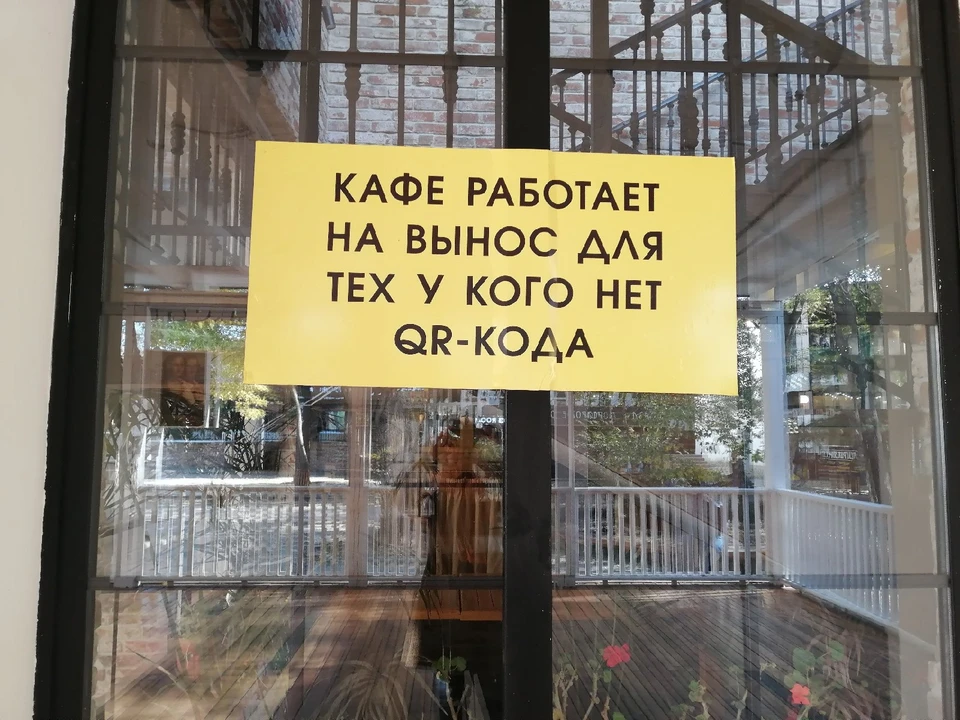 КАФЕ РАБОТАЕТ
НА ВЫНОС ДЛЯ
ТЕХ У КОГО НЕТ
QR-КОДА